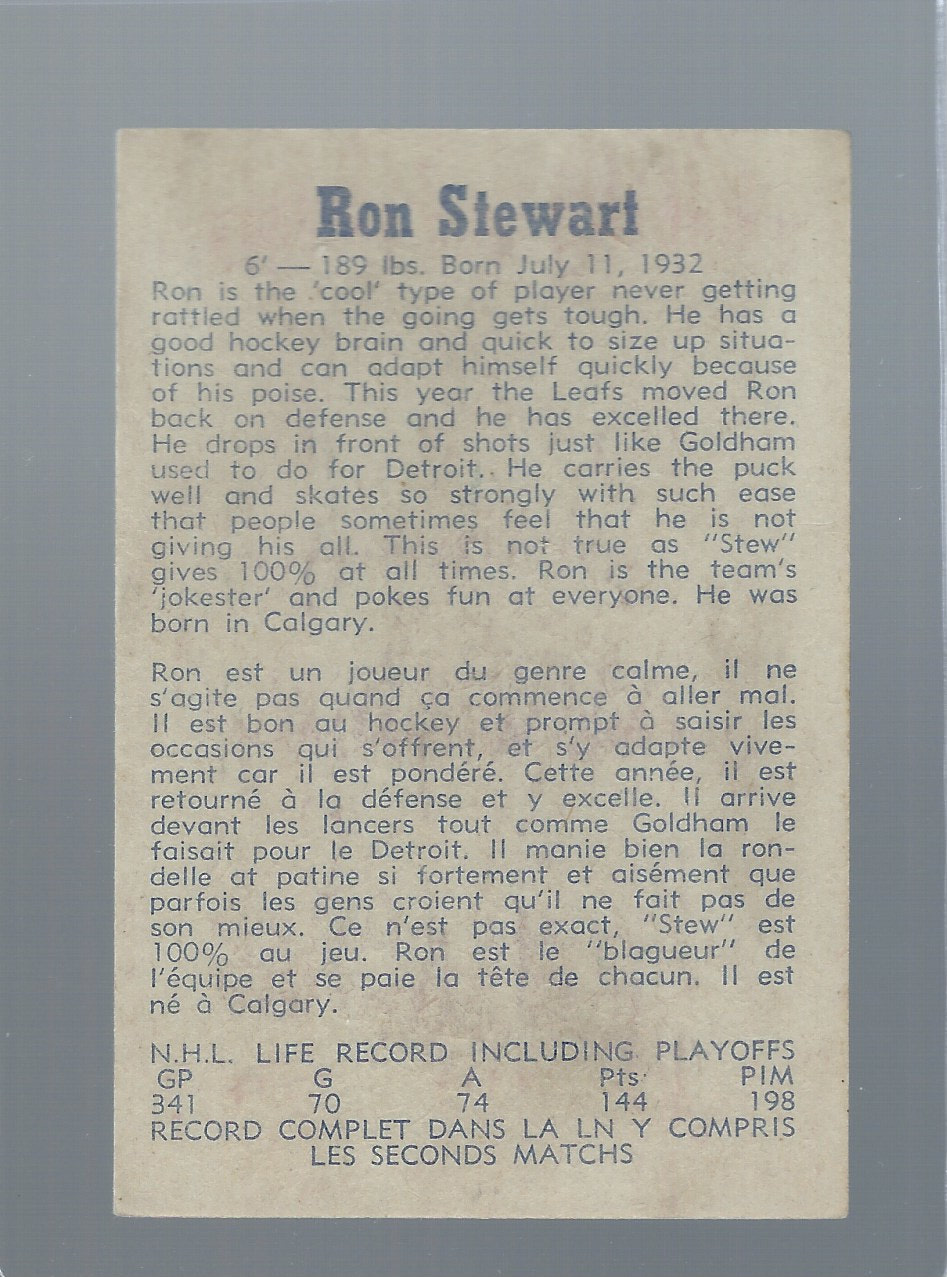 Ron Stewart
6' — 189 lbs. Born July 11, 1932
Ron is the 'cool' type of player never getting
rattled when the going gets tough. He has a
good hockey brain and quick to size up situa-
tions and can adapt himself quickly because
of his poise. This year the Leafs moved Ron
back on defense and he has excelled there.
He drops in front of shots just like Goldham
used to do for Detroit. He carries the puck
well and skates so strongly with such ease
that people sometimes feel that he is not
giving his all. This is not true as "Stew"
gives 100% at all times. Ron is the team's
'jokester' and pokes fun at everyone. He was
born in Calgary.
Ron est un joueur du genre calme, il ne
s'agite pas quand ça commence à aller mal.
Il est bon au hockey et prompt à saisir les
occasions qui s'offrent, et s'y adapte vive-
ment car il est pondéré. Cette année, il est
retourné à la défense et y excelle. Il arrive
devant les lancers tout comme Goldham le
faisait pour le Detroit. Il manie bien la ron-
delle at patine si fortement et aisément que
parfois les gens croient qu'il ne fait pas de
son mieux. Ce n'est pas exact, "Stew" est
100% au jeu. Ron est le "blagueur" de
l'équipe et se paie la tête de chacun. Il est
né à Calgary.
N.H.L. LIFE RECORD INCLUDING PLAYOFFS
GP G A Pts PIM
341 70 74 144 198
RECORD COMPLET DANS LA LN Y COMPRIS
LES SECONDS MATCHS